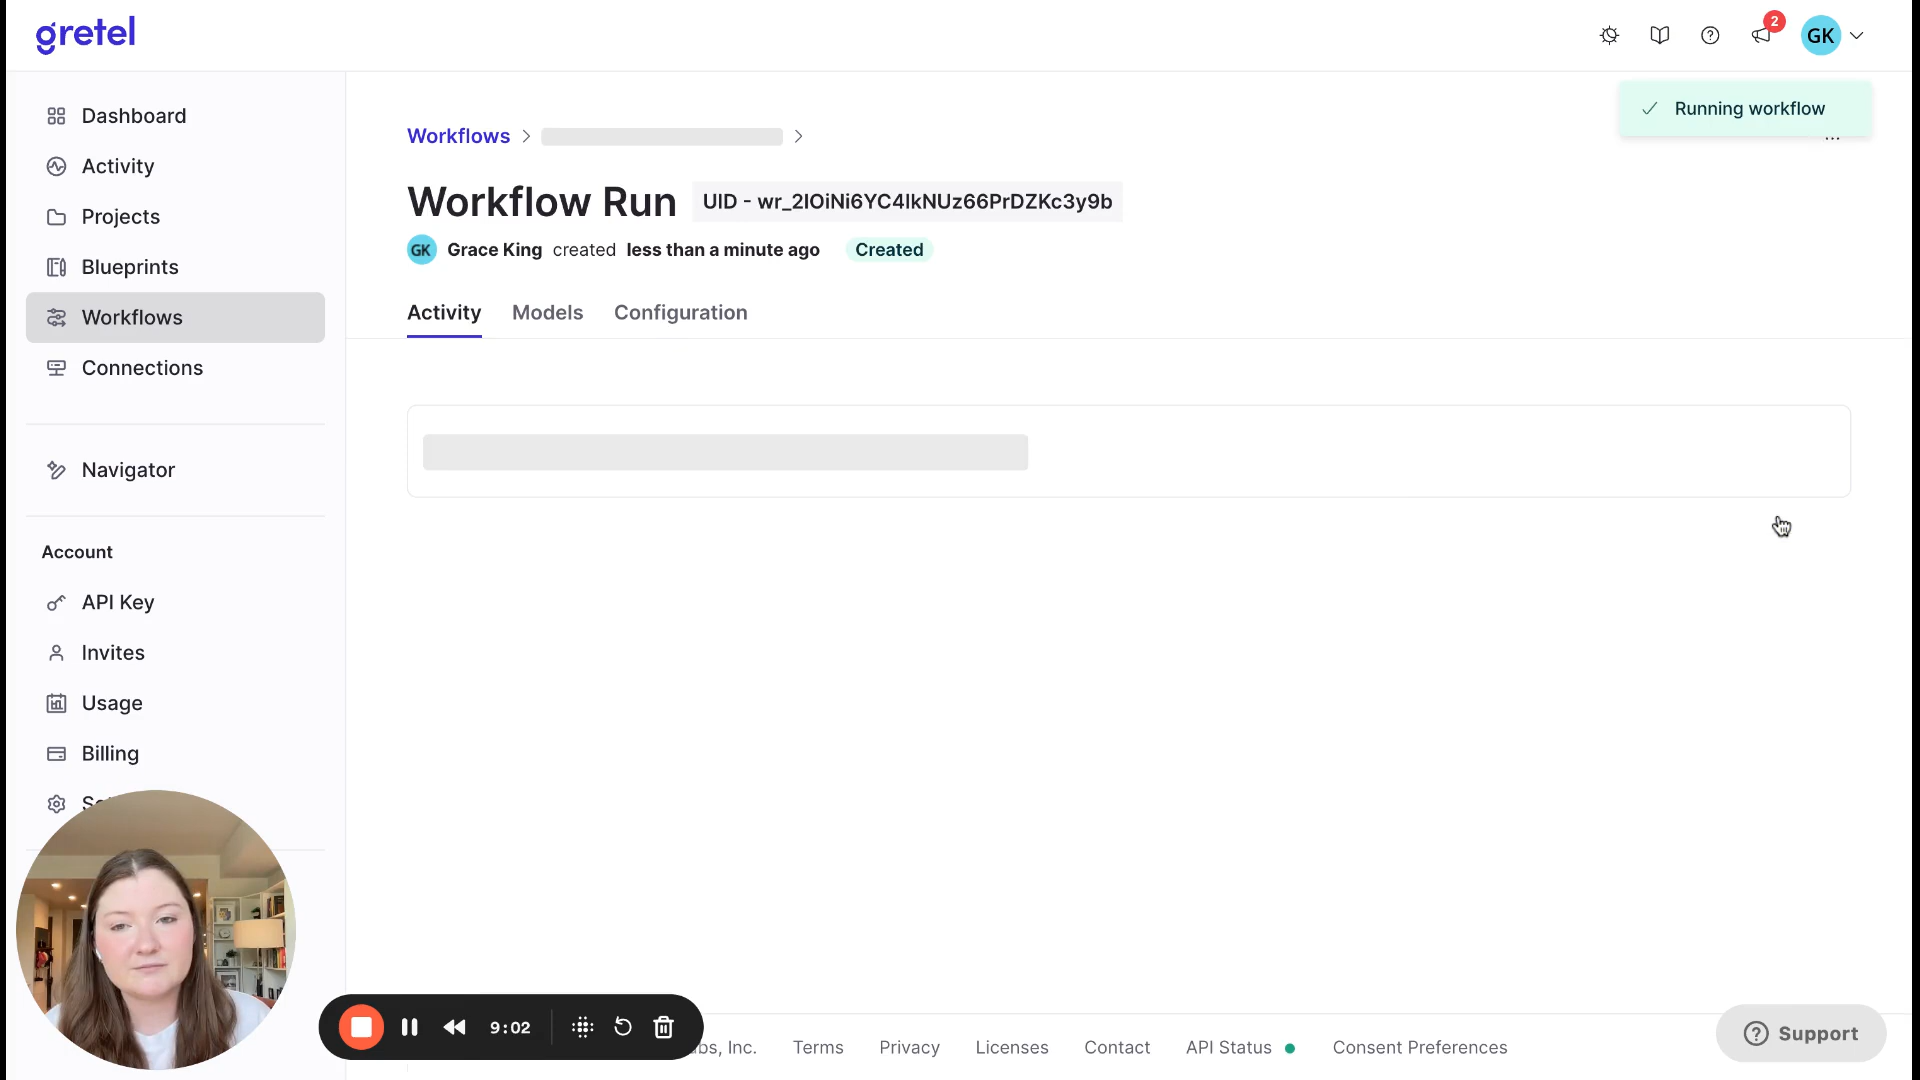 gretel
2
GK
Running workflow
Dashboard
Activity
Projects
Blueprints
Workflows
Connections
Navigator
Account
API Key
Invites
Usage
Billing
Workflows
Workflow Run
UID - wr_2lOiNi6YC4IkNUz66PrDZKc3y9b
GK
Grace King created less than a minute ago
Created
Activity
Models
Configuration
9:02
Inc.
Terms
Privacy
Licenses
Contact
API Status
Consent Preferences
Support